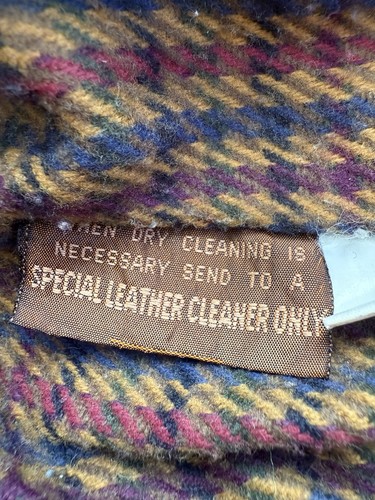 WHEN DRY CLEANING IS
NECESSARY SEND TO A
SPECIAL LEATHER CLEANER ONLY